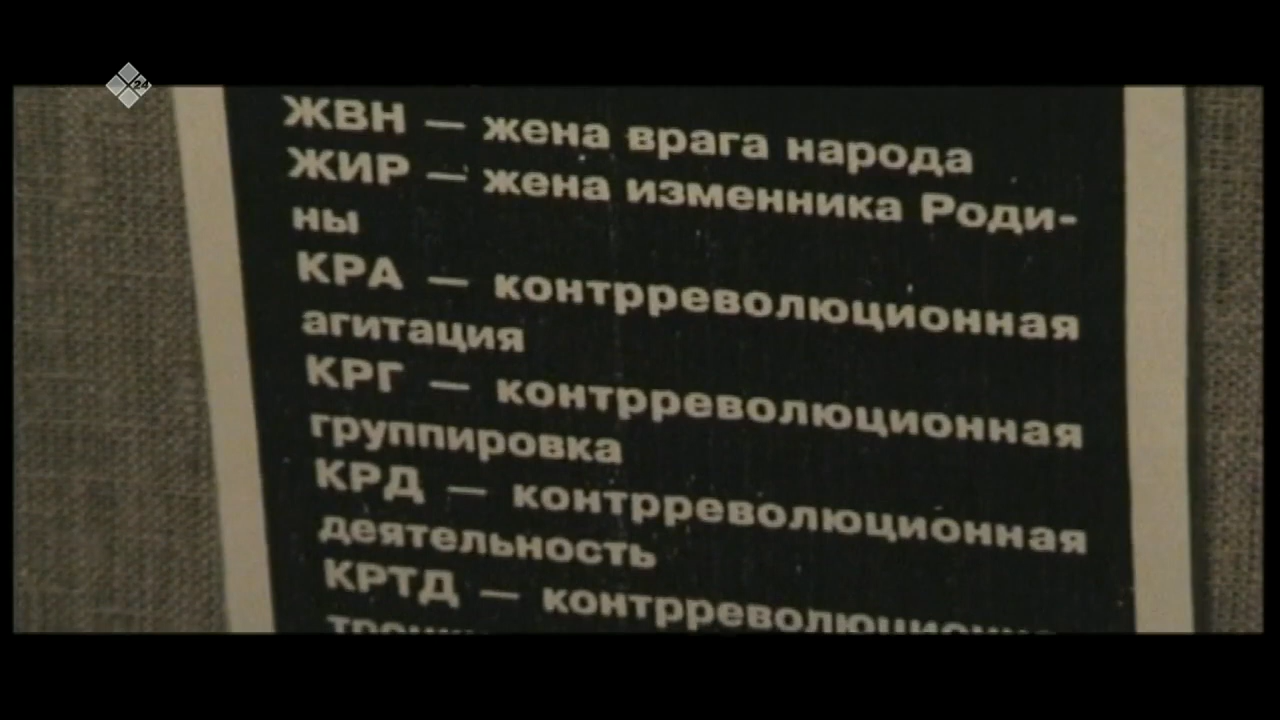 24
ЖВН — жена врага народа
ЖИР — жена изменника Роди-
ны
КРА — контрреволюционная
агитация
КРГ — контрреволюционная
группировка
КРД — контрреволюционная
деятельность
КРТД —